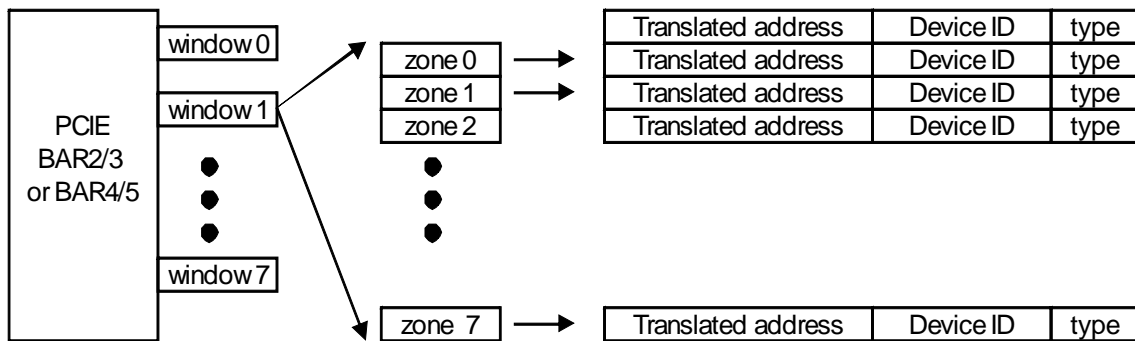 PCIE
BAR2/3
or BAR4/5
window 0
window 1
window 7
zone 0
zone 1
zone 2
zone 7
Translated address Device ID type
Translated address Device ID type
Translated address Device ID type
Translated address Device ID type
Translated address Device ID type